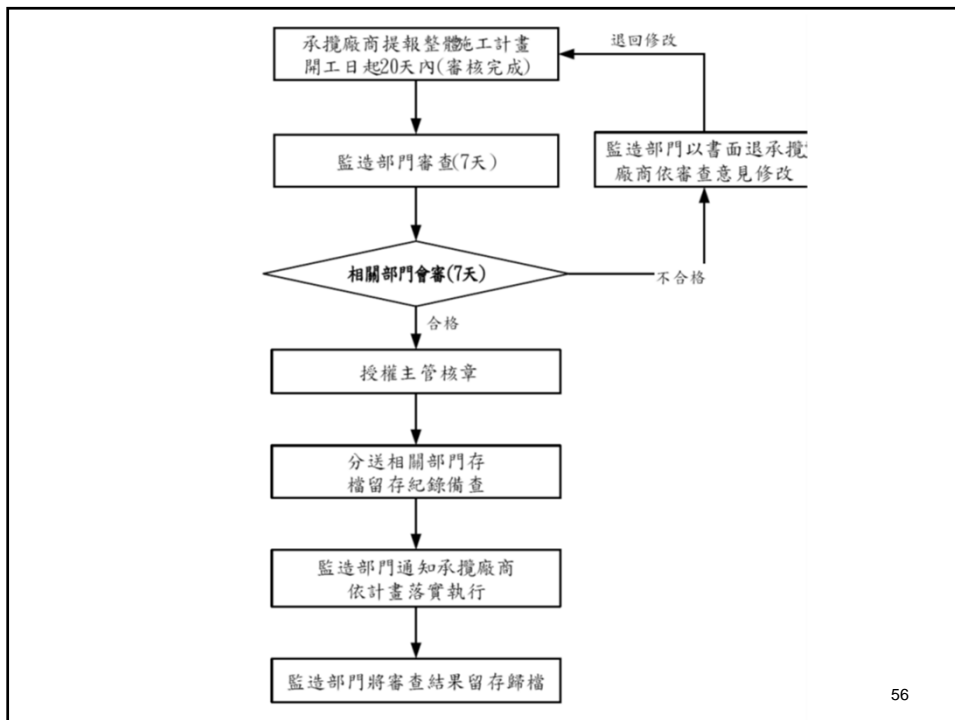 承攬廠商提報整體施工計畫
開工日起20天內(審核完成)
退回修改
監造部門審查(7天)
監造部門以書面退承攬
廠商依審查意見修改
相關部門會審(7天)
不合格
合格
授權主管核章
分送相關部門存
檔留存紀錄備查
監造部門通知承攬廠商
依計畫落實執行
監造部門將審查結果留存歸檔
56